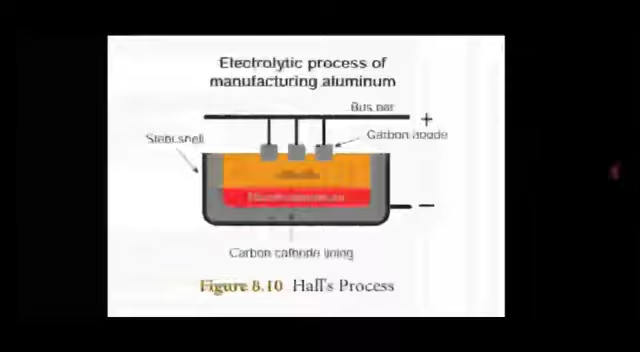 Electrolytic process of
manufacturing aluminum
Bus bar
+
Steel shell
Carbon anode
−
Carbon cathode lining
Figure 8.10 Hall's Process